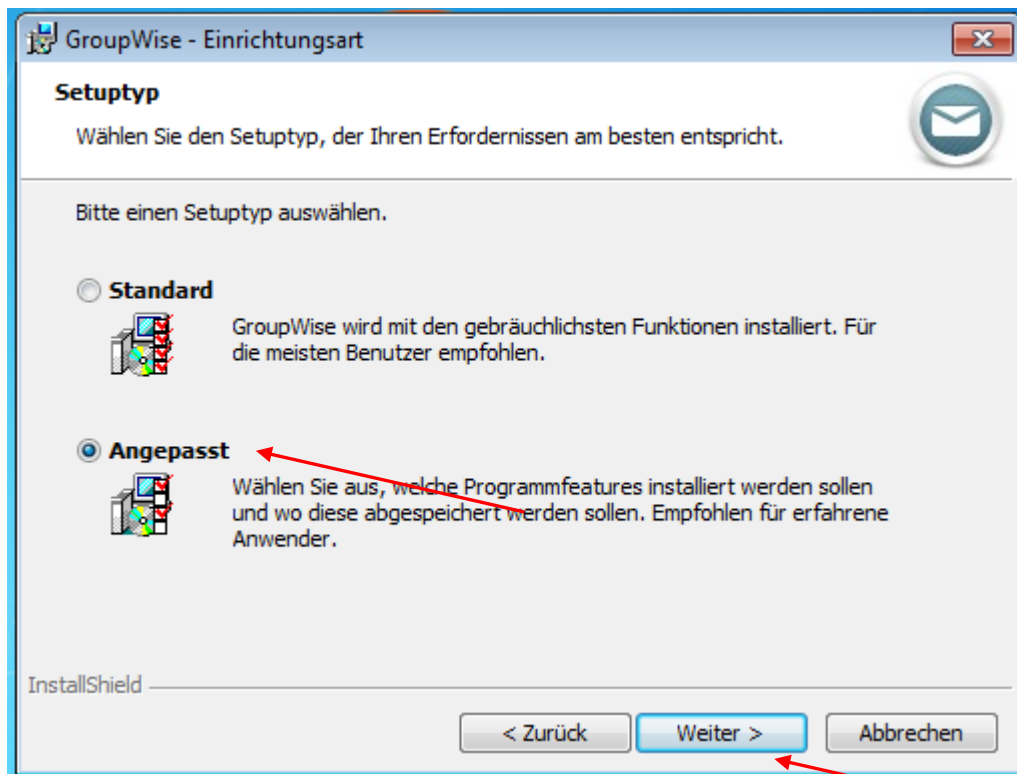 GroupWise - Einrichtungsart
Setuptyp
Wählen Sie den Setuptyp, der Ihren Erfordernissen am besten entspricht.
Bitte einen Setuptyp auswählen.
Standard
GroupWise wird mit den gebräuchlichsten Funktionen installiert. Für
die meisten Benutzer empfohlen.
Angepasst
Wählen Sie aus, welche Programmfeatures installiert werden sollen
und wo diese abgespeichert werden sollen. Empfohlen für erfahrene
Anwender.
InstallShield
< Zurück
Weiter >
Abbrechen